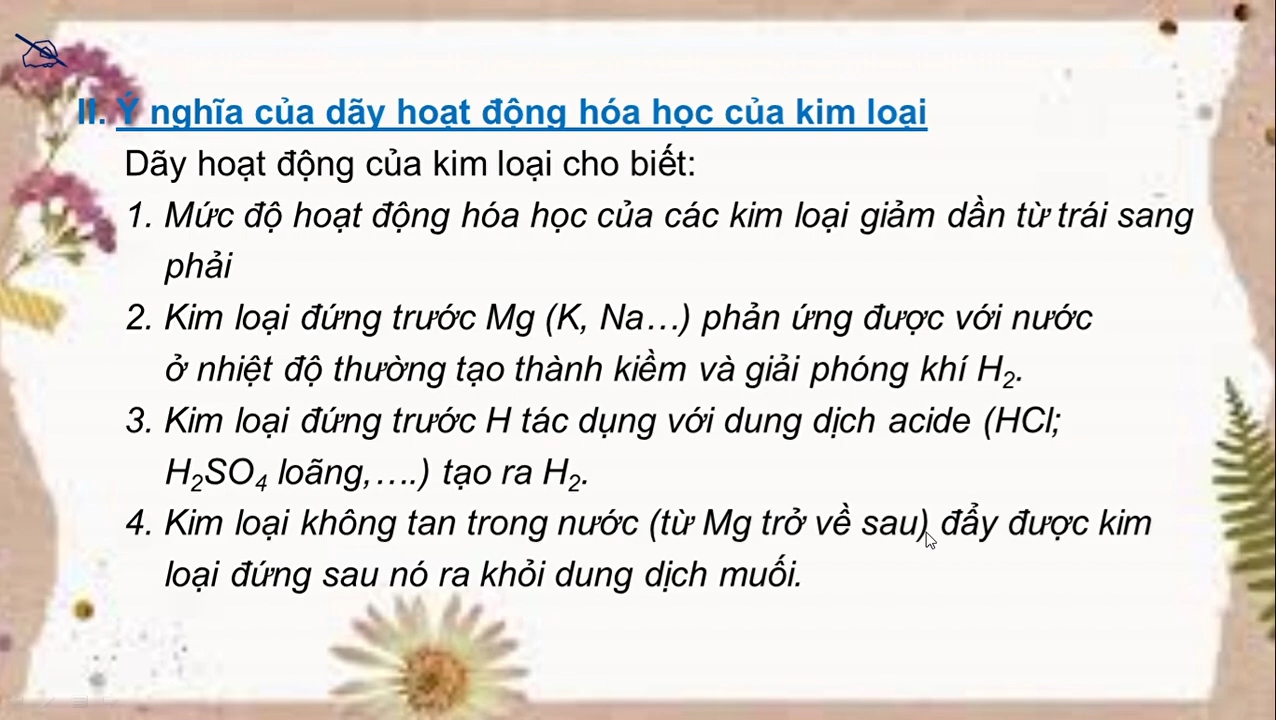 II. Ý nghĩa của dãy hoạt động hóa học của kim loại
Dãy hoạt động của kim loại cho biết:
1. Mức độ hoạt động hóa học của các kim loại giảm dần từ trái sang
phải
2. Kim loại đứng trước Mg (K, Na…) phản ứng được với nước
ở nhiệt độ thường tạo thành kiềm và giải phóng khí H₂.
3. Kim loại đứng trước H tác dụng với dung dịch acide (HCl;
H₂SO₄ loãng,….) tạo ra H₂.
4. Kim loại không tan trong nước (từ Mg trở về sau) đẩy được kim
loại đứng sau nó ra khỏi dung dịch muối.